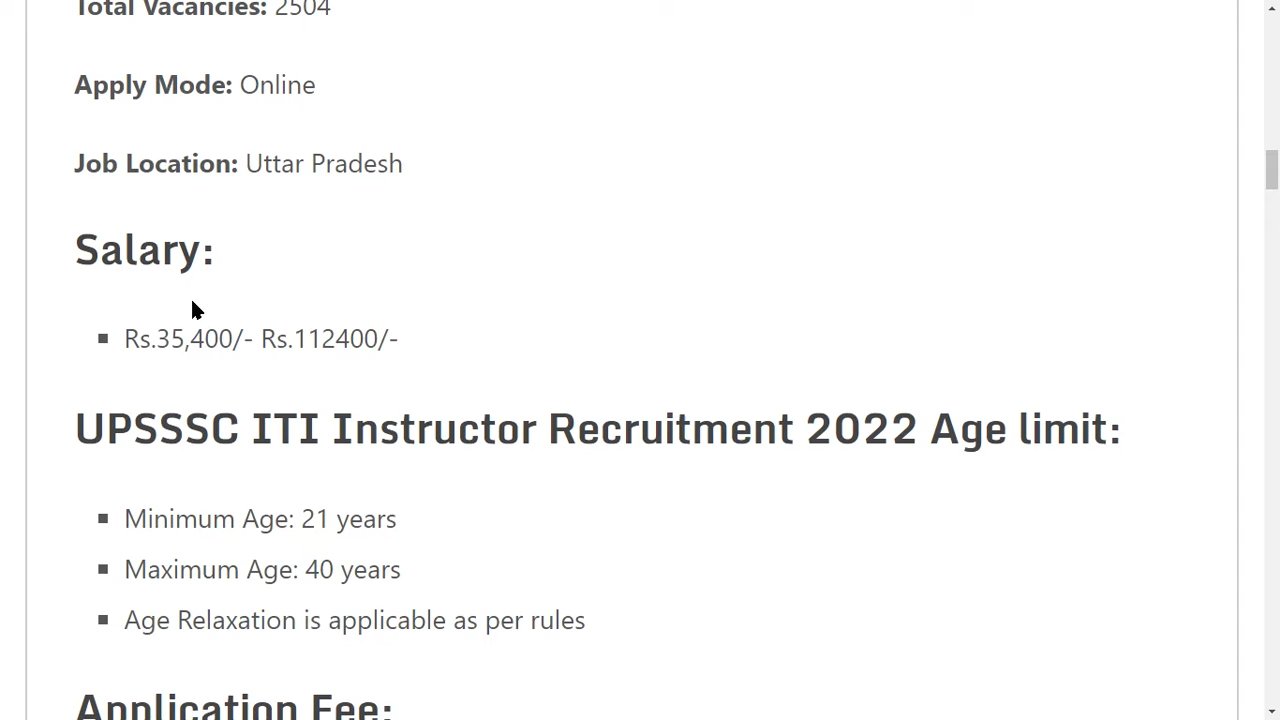 Total Vacancies: 2504
Apply Mode: Online
Job Location: Uttar Pradesh
Salary:
Rs.35,400/- Rs.112400/-
UPSSSC ITI Instructor Recruitment 2022 Age limit:
Minimum Age: 21 years
Maximum Age: 40 years
Age Relaxation is applicable as per rules
Application Fee: